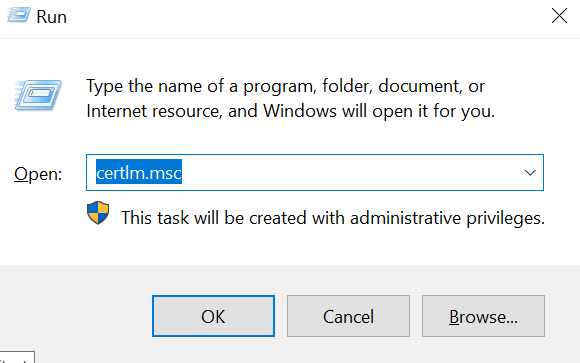 Run
Type the name of a program, folder, document, or
Internet resource, and Windows will open it for you.
Open: certlm.msc
This task will be created with administrative privileges.
OK Cancel Browse...